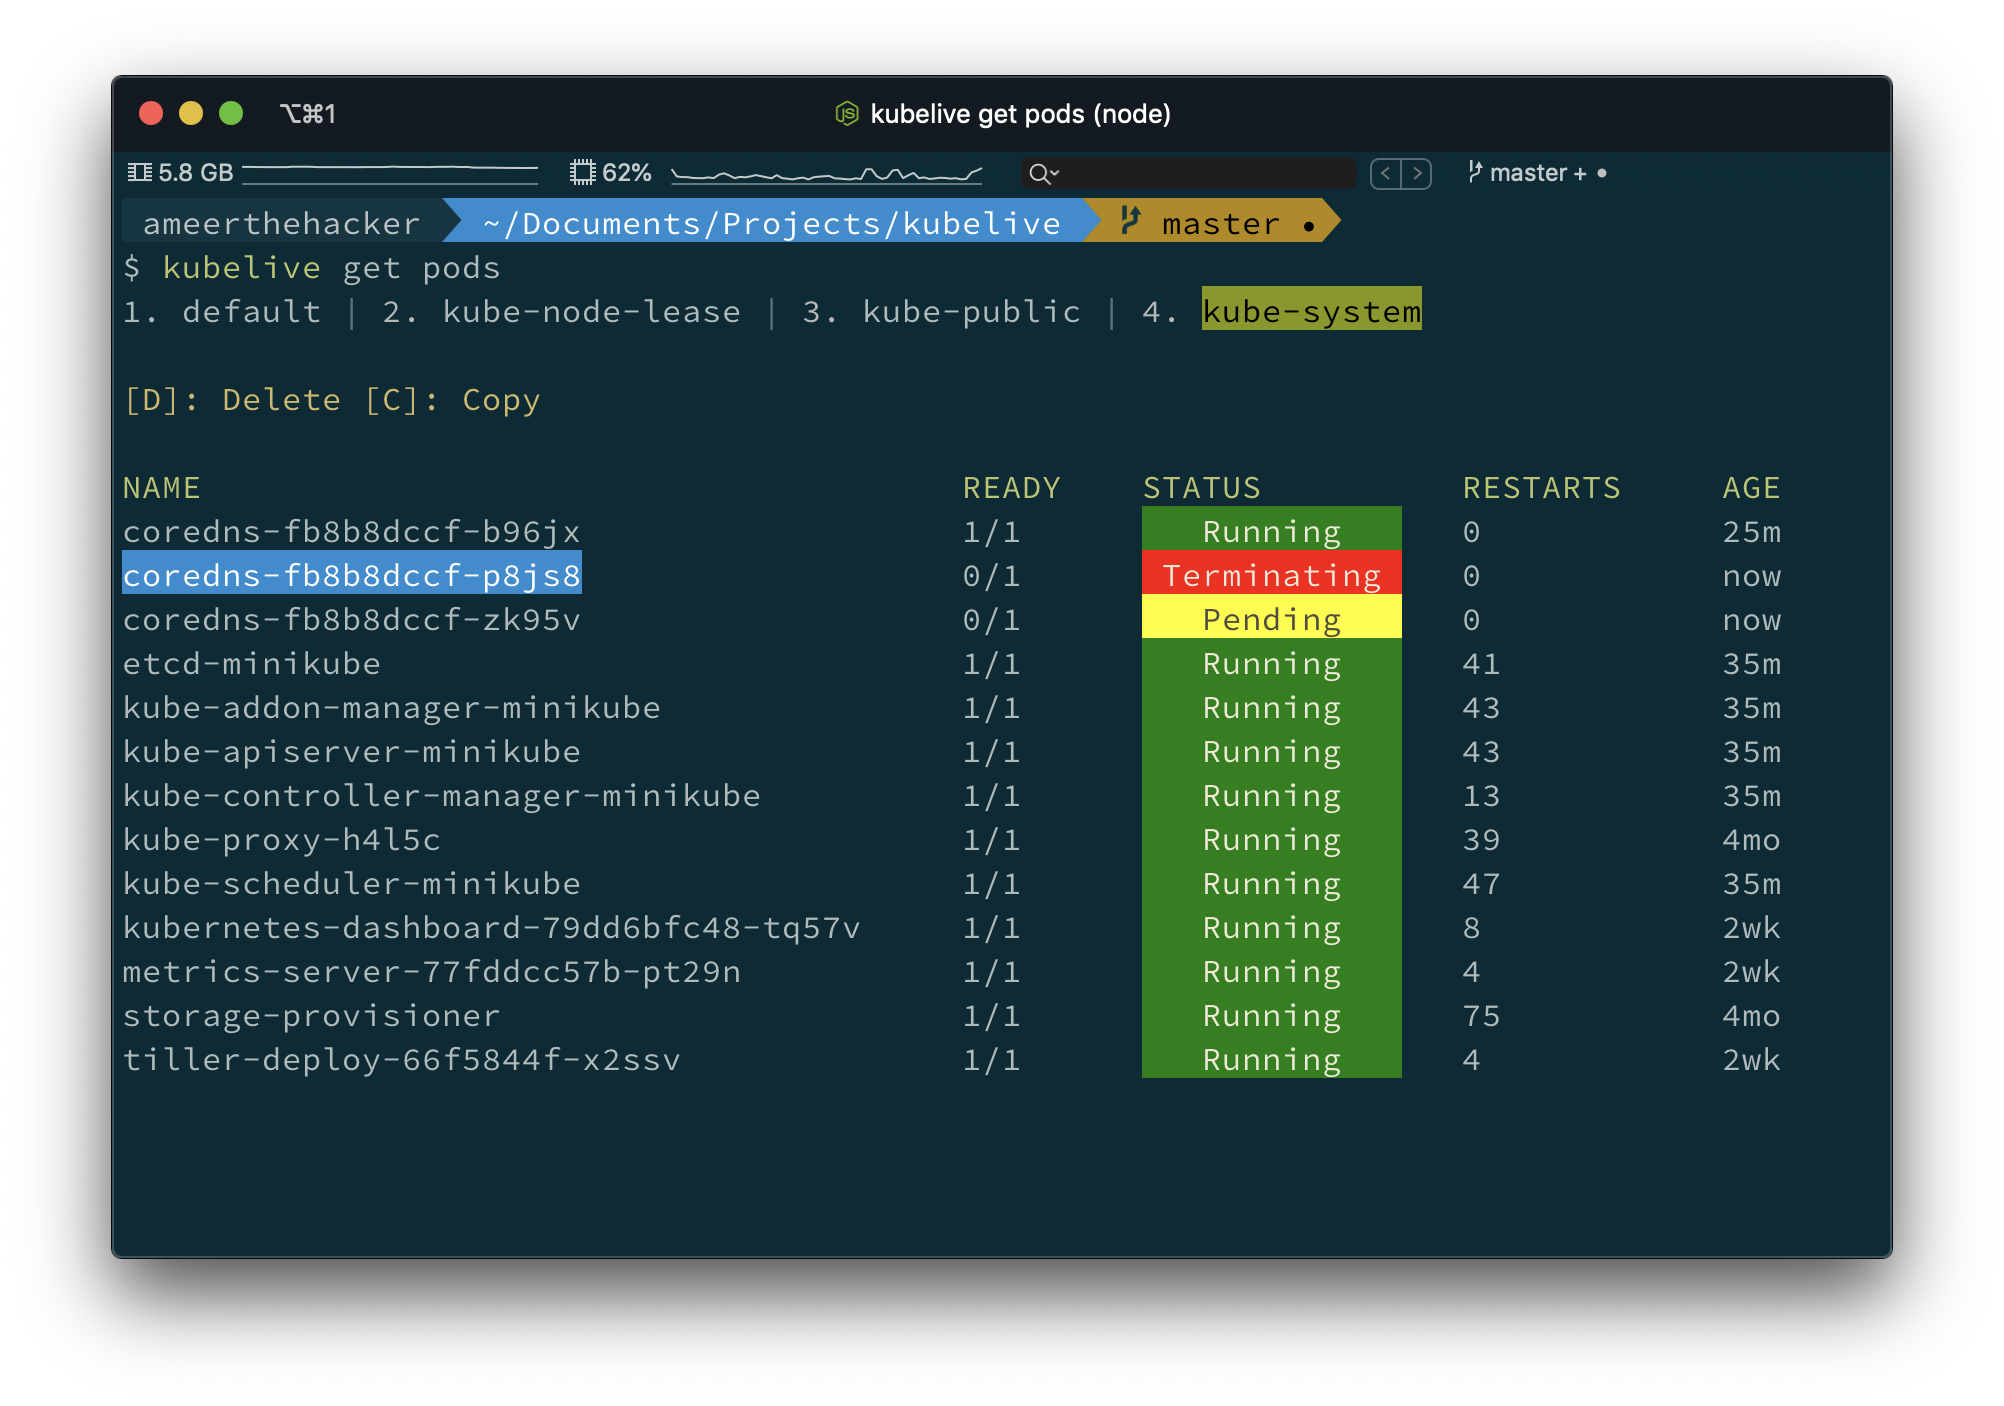 ⌥⌘1 kubelive get pods (node)
5.8 GB 62% master + •
ameerthehacker ~/Documents/Projects/kubelive master •
$ kubelive get pods
1. default | 2. kube-node-lease | 3. kube-public | 4. kube-system
[D]: Delete [C]: Copy
NAME READY STATUS RESTARTS AGE
coredns-fb8b8dccf-b96jx 1/1 Running 0 25m
coredns-fb8b8dccf-p8js8 0/1 Terminating 0 now
coredns-fb8b8dccf-zk95v 0/1 Pending 0 now
etcd-minikube 1/1 Running 41 35m
kube-addon-manager-minikube 1/1 Running 43 35m
kube-apiserver-minikube 1/1 Running 43 35m
kube-controller-manager-minikube 1/1 Running 13 35m
kube-proxy-h4l5c 1/1 Running 39 4mo
kube-scheduler-minikube 1/1 Running 47 35m
kubernetes-dashboard-79dd6bfc48-tq57v 1/1 Running 8 2wk
metrics-server-77fddcc57b-pt29n 1/1 Running 4 2wk
storage-provisioner 1/1 Running 75 4mo
tiller-deploy-66f5844f-x2ssv 1/1 Running 4 2wk